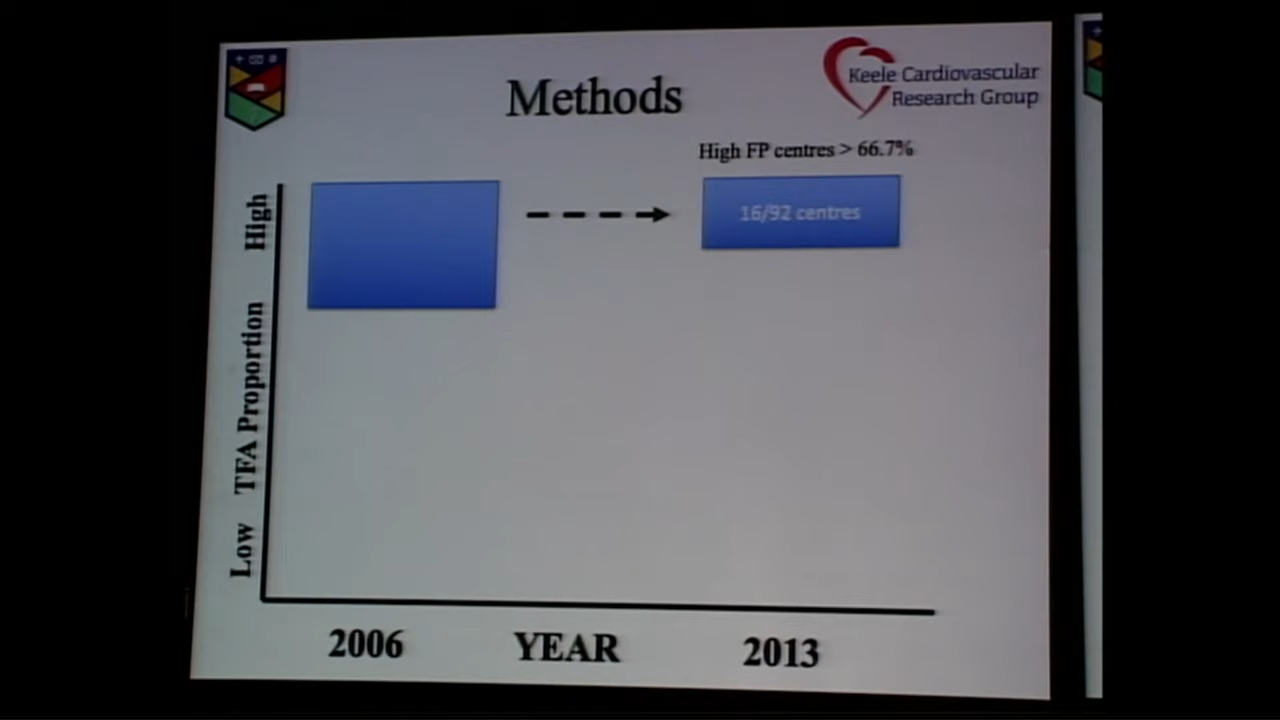 Methods
Keele Cardiovascular
Research Group
High FP centres > 66.7%
16/92 centres
High
TFA Proportion
Low
2006
YEAR
2013